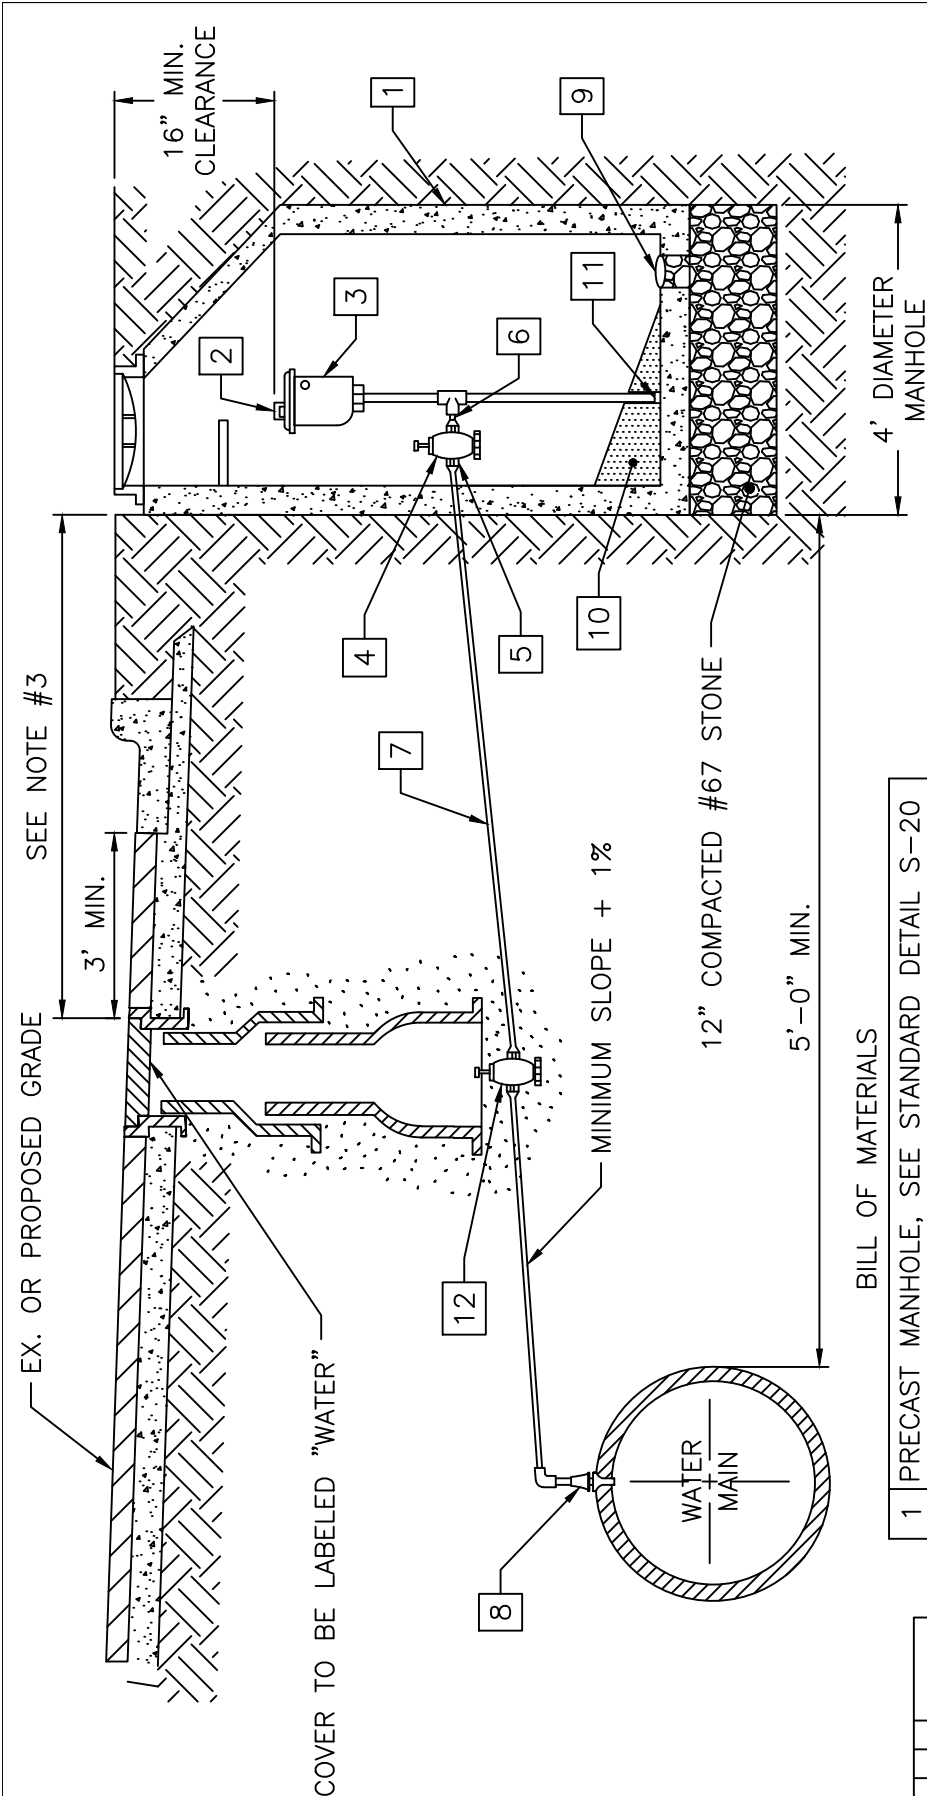 EX. OR PROPOSED GRADE
SEE NOTE #3
3' MIN.
16" MIN.
CLEARANCE
COVER TO BE LABELED "WATER"
1
2
3
4
5
6
7
8
9
10
11
12
MINIMUM SLOPE + 1%
12" COMPACTED #67 STONE
WATER
MAIN
5'-0" MIN.
4' DIAMETER
MANHOLE
BILL OF MATERIALS
1 PRECAST MANHOLE, SEE STANDARD DETAIL S-20